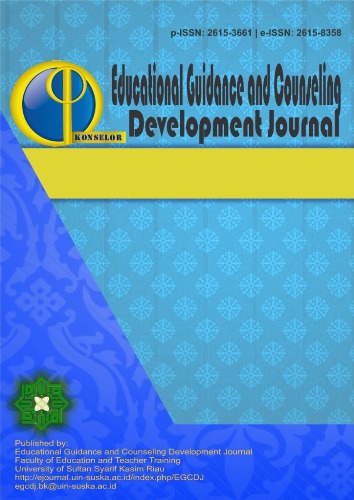 p-ISSN: 2615-3661 | e-ISSN: 2615-8358
Educational Guidance and Counseling
Development Journal
KONSELOR
Published by:
Educational Guidance and Counseling Development Journal
Faculty of Education and Teacher Training
University of Sultan Syarif Kasim Riau
http://ejournal.uin-suska.ac.id/index.php/EGCDJ
egcdj.bk@uin-suska.ac.id